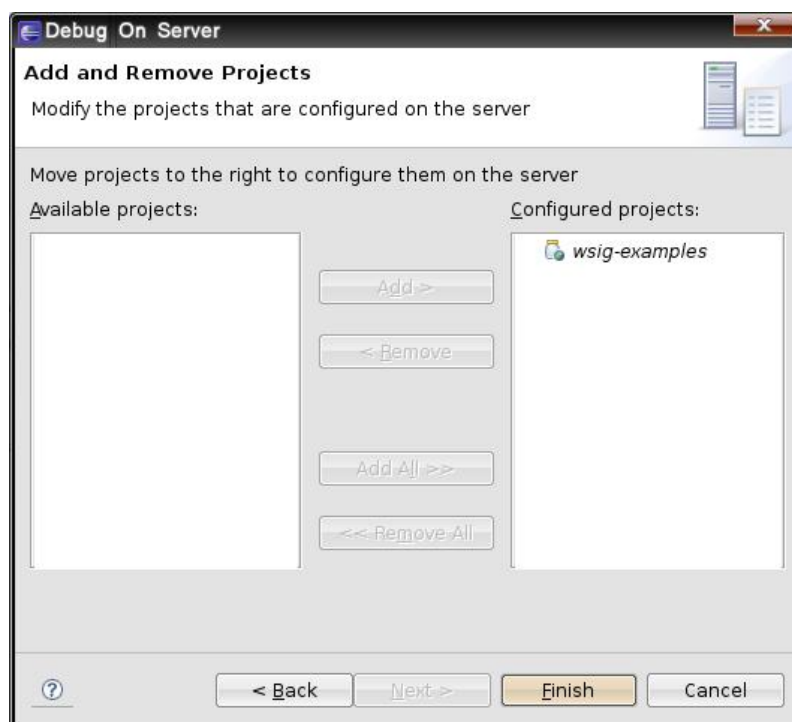 Debug On Server
Add and Remove Projects
Modify the projects that are configured on the server
Move projects to the right to configure them on the server
Available projects:
Configured projects:
wsig-examples
Add >
< Remove
Add All >>
<< Remove All
< Back
Next >
Finish
Cancel